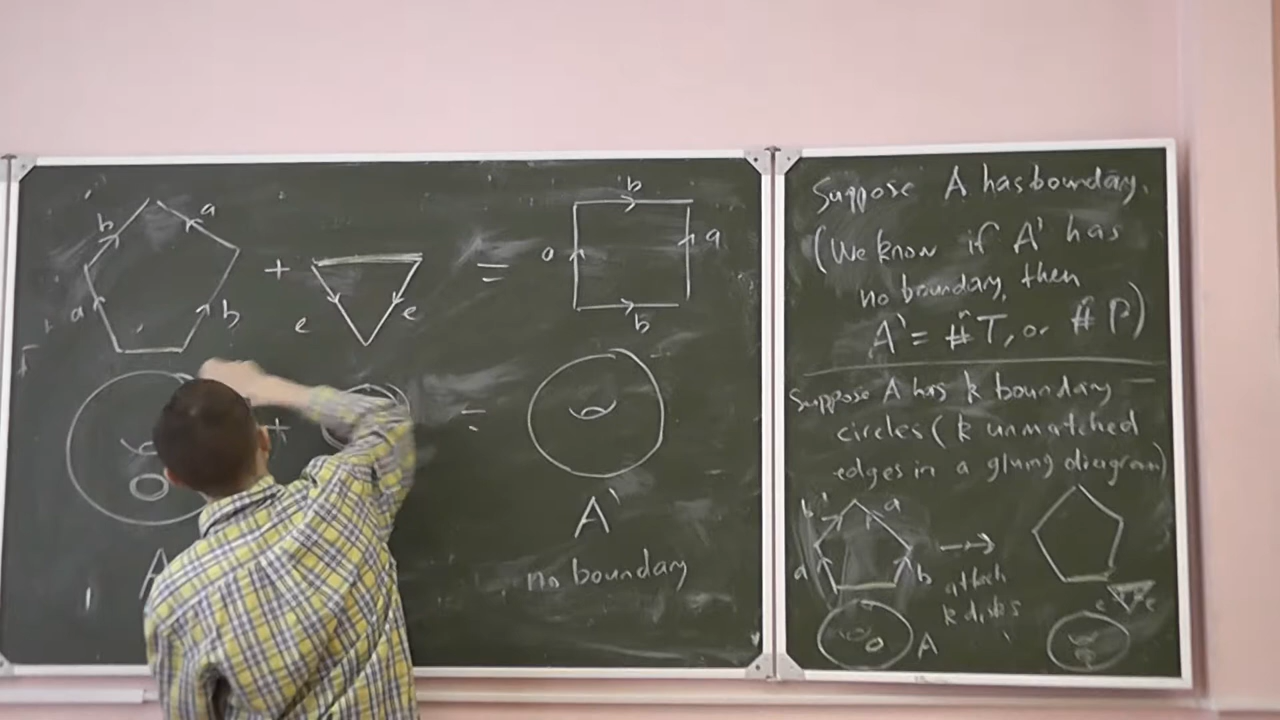 b a
a b
+
e e
=
b
a a
b
+
=
A
A'
no boundary
Suppose A has boundary.
(We know if A' has
no boundary, then
A' = #ⁿT, or #ⁿP)
Suppose A has k boundary
circles (k unmatched
edges in a gluing diagram)
b a
a b
attach
k disks
e e
A